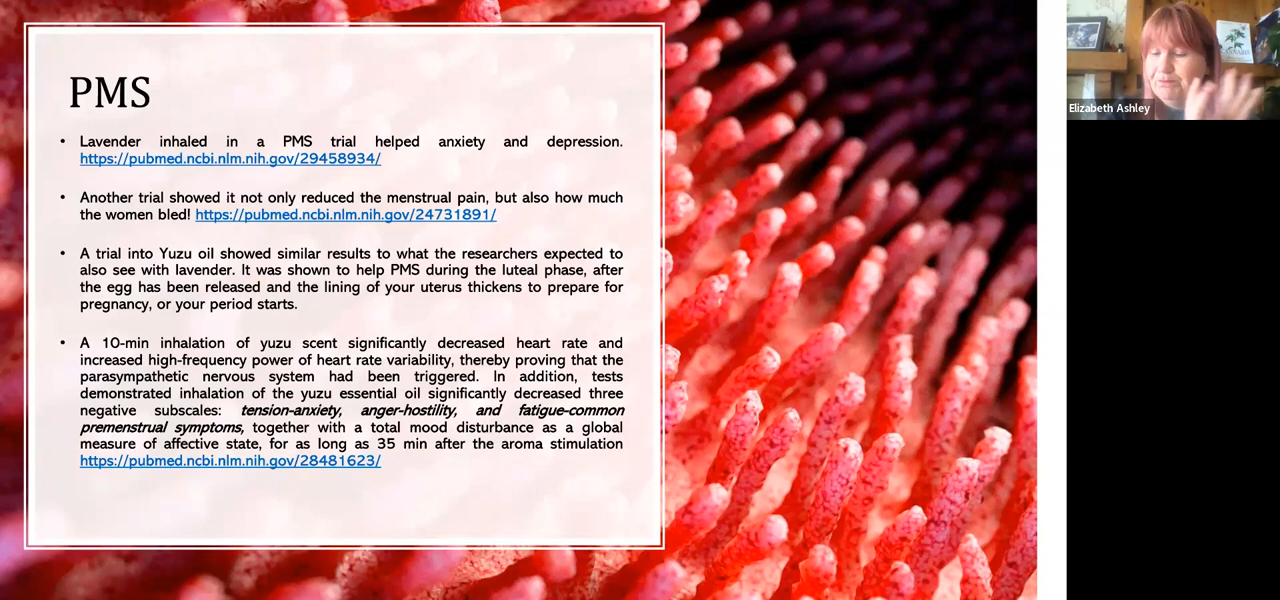 PMS
• Lavender inhaled in a PMS trial helped anxiety and depression.
https://pubmed.ncbi.nlm.nih.gov/29458934/
• Another trial showed it not only reduced the menstrual pain, but also how much
the women bled! https://pubmed.ncbi.nlm.nih.gov/24731891/
• A trial into Yuzu oil showed similar results to what the researchers expected to
also see with lavender. It was shown to help PMS during the luteal phase, after
the egg has been released and the lining of your uterus thickens to prepare for
pregnancy, or your period starts.
• A 10-min inhalation of yuzu scent significantly decreased heart rate and
increased high-frequency power of heart rate variability, thereby proving that the
parasympathetic nervous system had been triggered. In addition, tests
demonstrated inhalation of the yuzu essential oil significantly decreased three
negative subscales: tension-anxiety, anger-hostility, and fatigue-common
premenstrual symptoms, together with a total mood disturbance as a global
measure of affective state, for as long as 35 min after the aroma stimulation
https://pubmed.ncbi.nlm.nih.gov/28481623/
Elizabeth Ashley